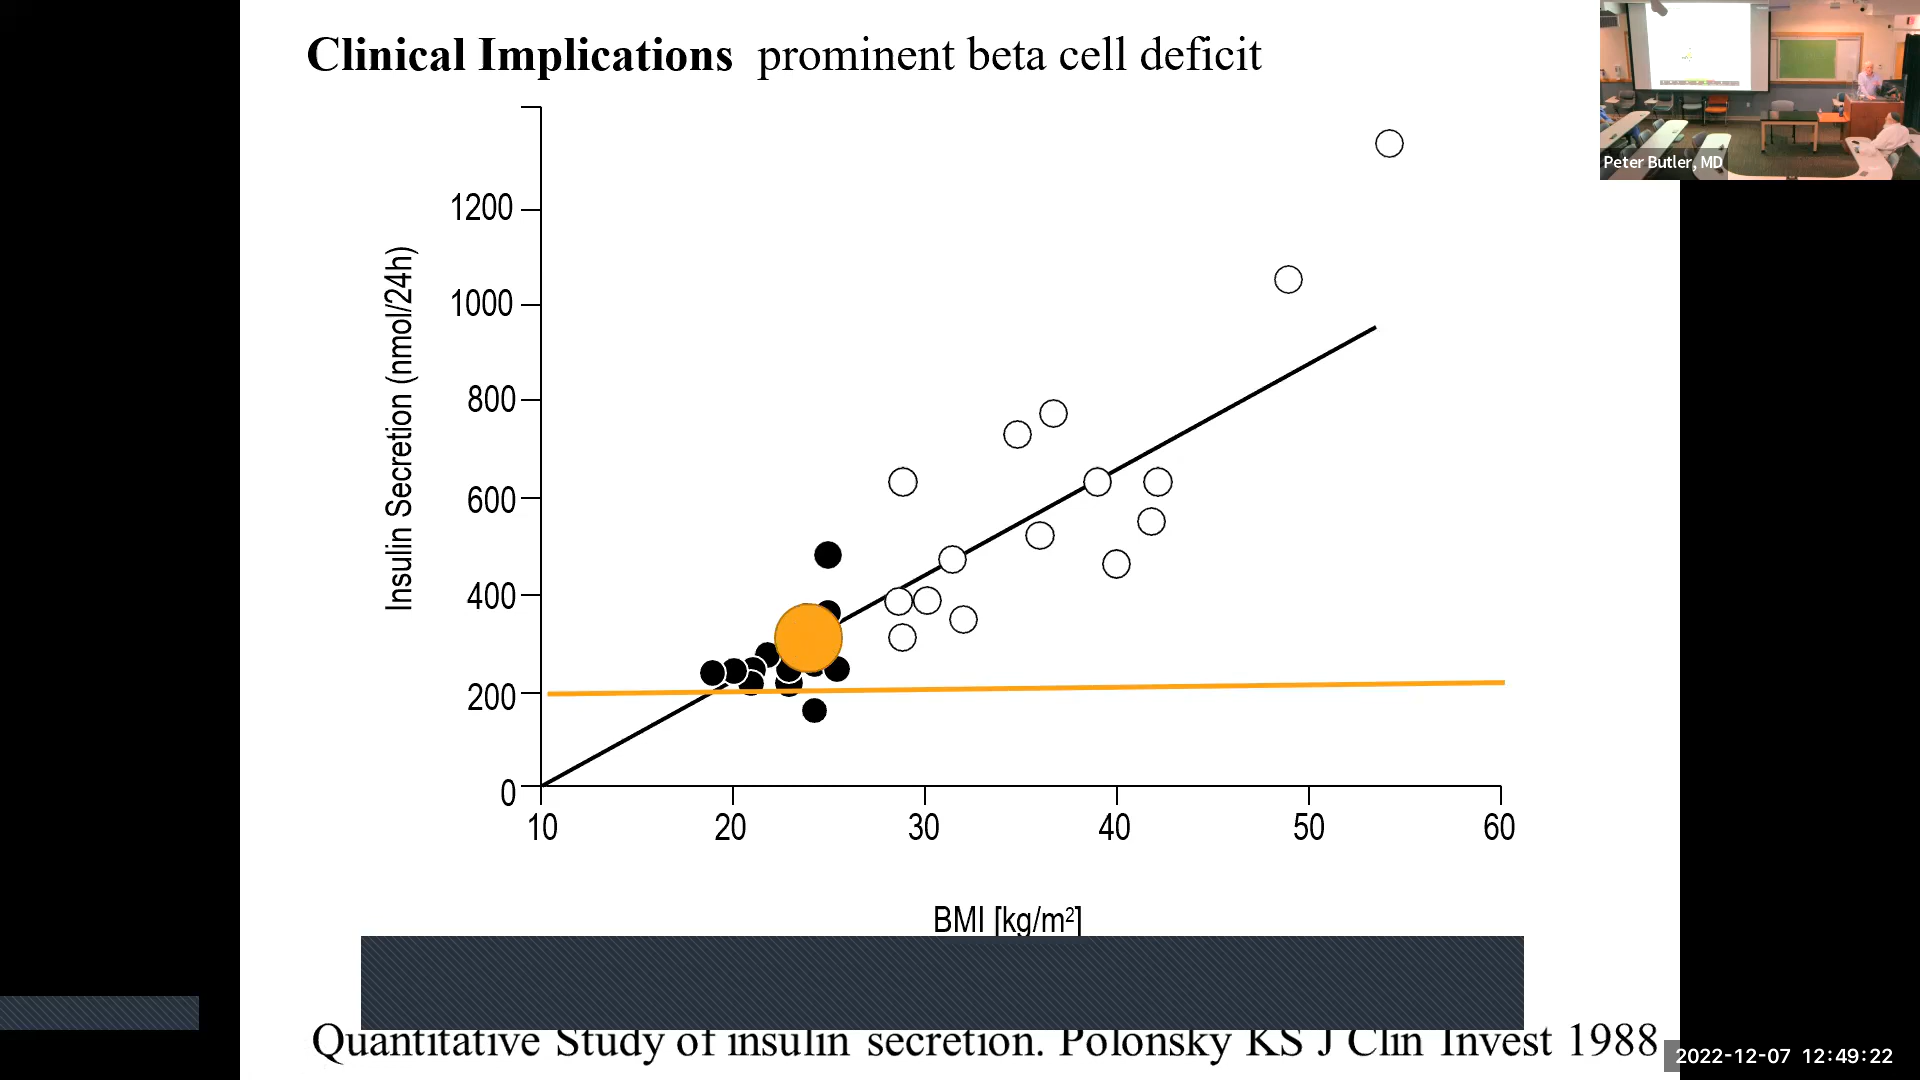 Clinical Implications prominent beta cell deficit
Peter Butler, MD
1200
1000
800
600
400
200
0
Insulin Secretion (nmol/24h)
10 20 30 40 50 60
BMI [kg/m²]
Quantitative Study of insulin secretion. Polonsky KS J Clin Invest 1988
2022-12-07 12:49:22